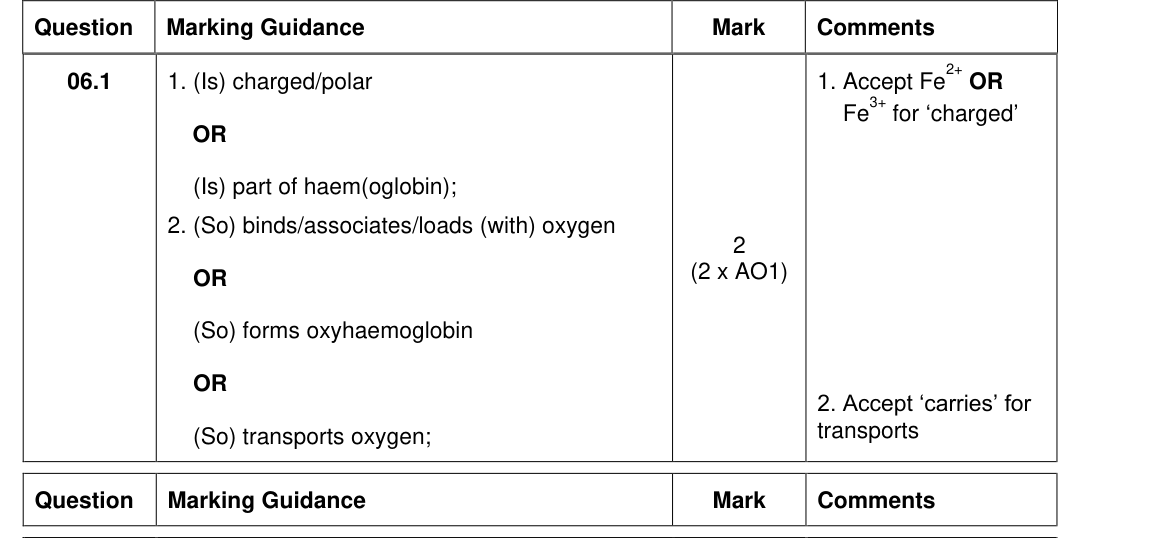 Question Marking Guidance Mark Comments
06.1 1. (Is) charged/polar
OR
(Is) part of haem(oglobin);
2. (So) binds/associates/loads (with) oxygen
OR
(So) forms oxyhaemoglobin
OR
(So) transports oxygen;
2
(2 x AO1)
1. Accept Fe²⁺ OR
Fe³⁺ for ‘charged’
2. Accept ‘carries’ for
transports
Question Marking Guidance Mark Comments